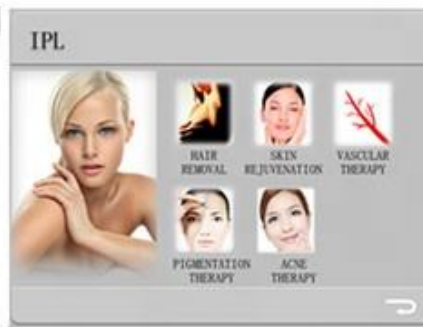 IPL
HAIR
REMOVAL
SKIN
REJUVENATION
VASCULAR
THERAPY
PIGMENTATION
THERAPY
ACNE
THERAPY